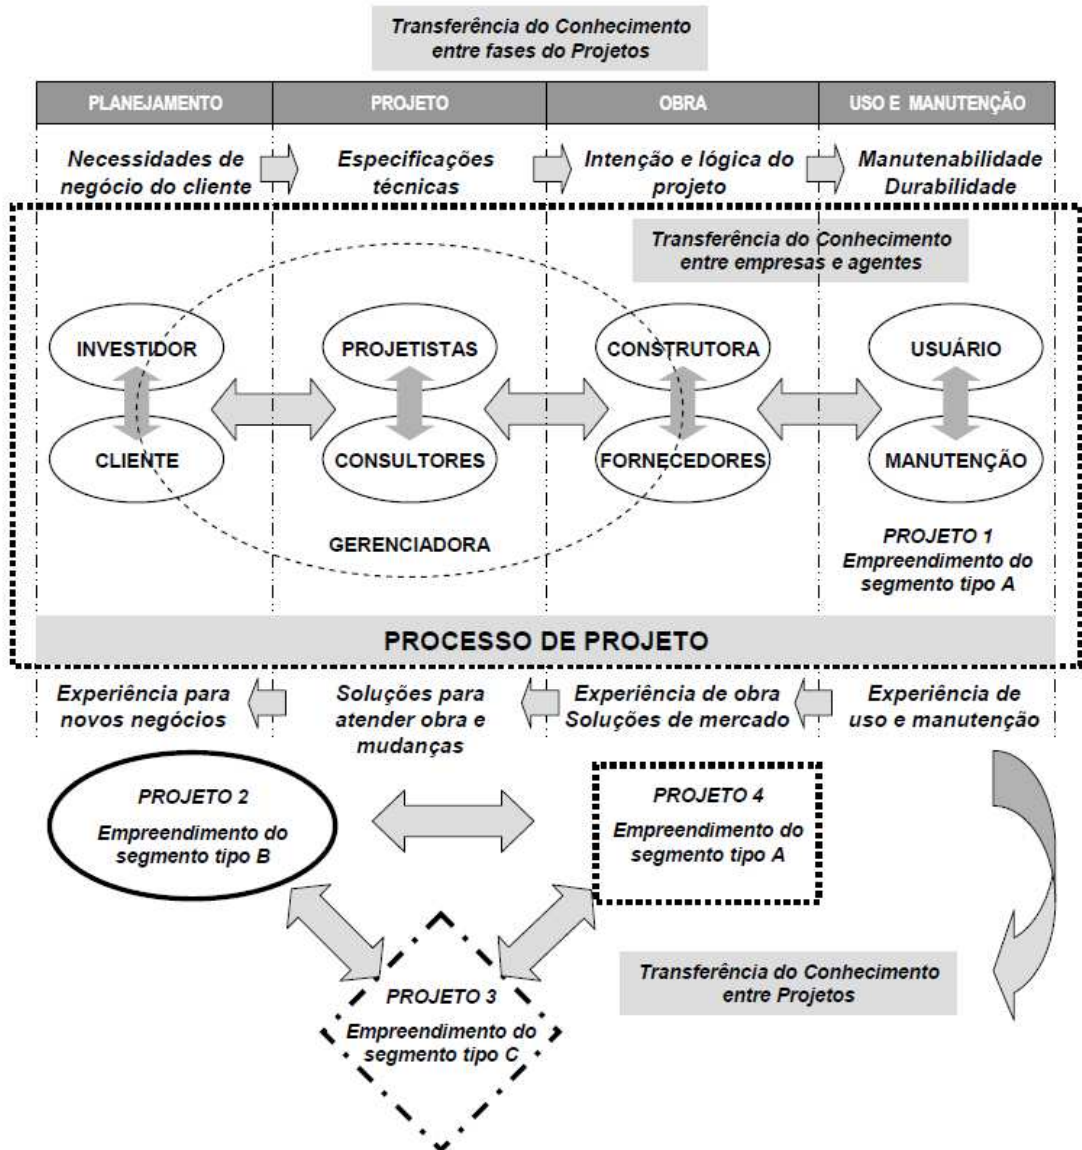 Transferência do Conhecimento
entre fases do Projetos
PLANEJAMENTO
PROJETO
OBRA
USO E MANUTENÇÃO
Necessidades de
negócio do cliente
Especificações
técnicas
Intenção e lógica do
projeto
Manutenabilidade
Durabilidade
Transferência do Conhecimento
entre empresas e agentes
INVESTIDOR
PROJETISTAS
CONSTRUTORA
USUÁRIO
CLIENTE
CONSULTORES
FORNECEDORES
MANUTENÇÃO
GERENCIADORA
PROJETO 1
Empreendimento do
segmento tipo A
PROCESSO DE PROJETO
Experiência para
novos negócios
Soluções para
atender obra e
mudanças
Experiência de obra
Soluções de mercado
Experiência de
uso e manutenção
PROJETO 2
Empreendimento do
segmento tipo B
PROJETO 4
Empreendimento do
segmento tipo A
PROJETO 3
Empreendimento do
segmento tipo C
Transferência do Conhecimento
entre Projetos